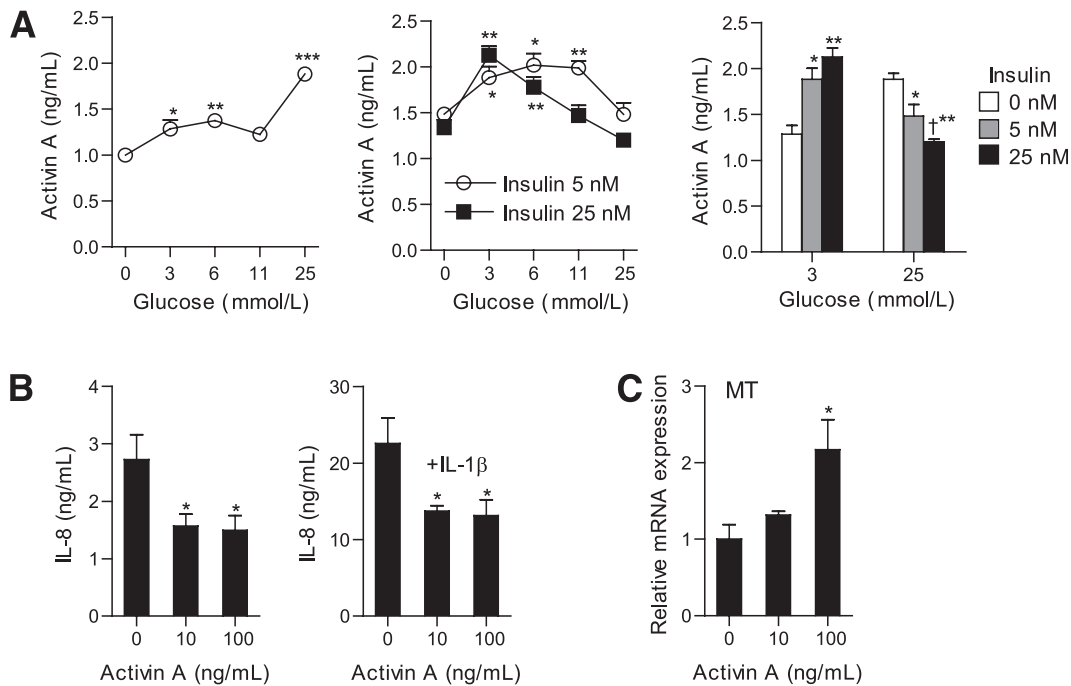 A
Activin A (ng/mL)
2.5
2.0
1.5
1.0
0.5
0.0
*
**
***
0 3 6 11 25
Glucose (mmol/L)
Activin A (ng/mL)
2.5
2.0
1.5
1.0
0.5
0.0
** * **
* **
Insulin 5 nM
Insulin 25 nM
0 3 6 11 25
Glucose (mmol/L)
Activin A (ng/mL)
2.5
2.0
1.5
1.0
0.5
0.0
* **
*
†**
3 25
Glucose (mmol/L)
Insulin
0 nM
5 nM
25 nM
B
IL-8 (ng/mL)
4
3
2
1
0
* *
0 10 100
Activin A (ng/mL)
IL-8 (ng/mL)
30
20
10
0
+IL-1β
* *
0 10 100
Activin A (ng/mL)
C
MT
Relative mRNA expression
3
2
1
0
*
0 10 100
Activin A (ng/mL)